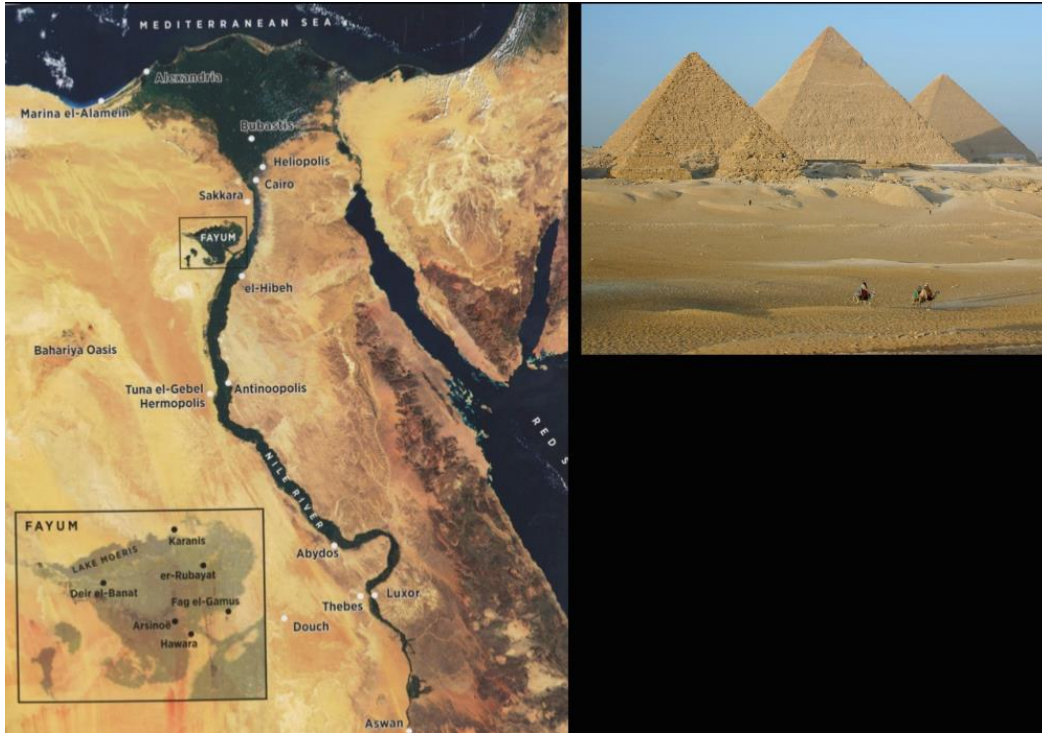 MEDITERRANEAN SEA
Alexandria
Marina el-Alamein
Bubastis
Heliopolis
Cairo
Sakkara
FAYUM
el-Hibeh
Bahariya Oasis
Tuna el-Gebel
Hermopolis
Antinoopolis
RED S
NILE RIVER
FAYUM
Karanis
LAKE MOERIS
er-Rubayat
Deir el-Banat
Fag el-Gamus
Arsinoë
Hawara
Abydos
Thebes
Luxor
Douch
Aswan